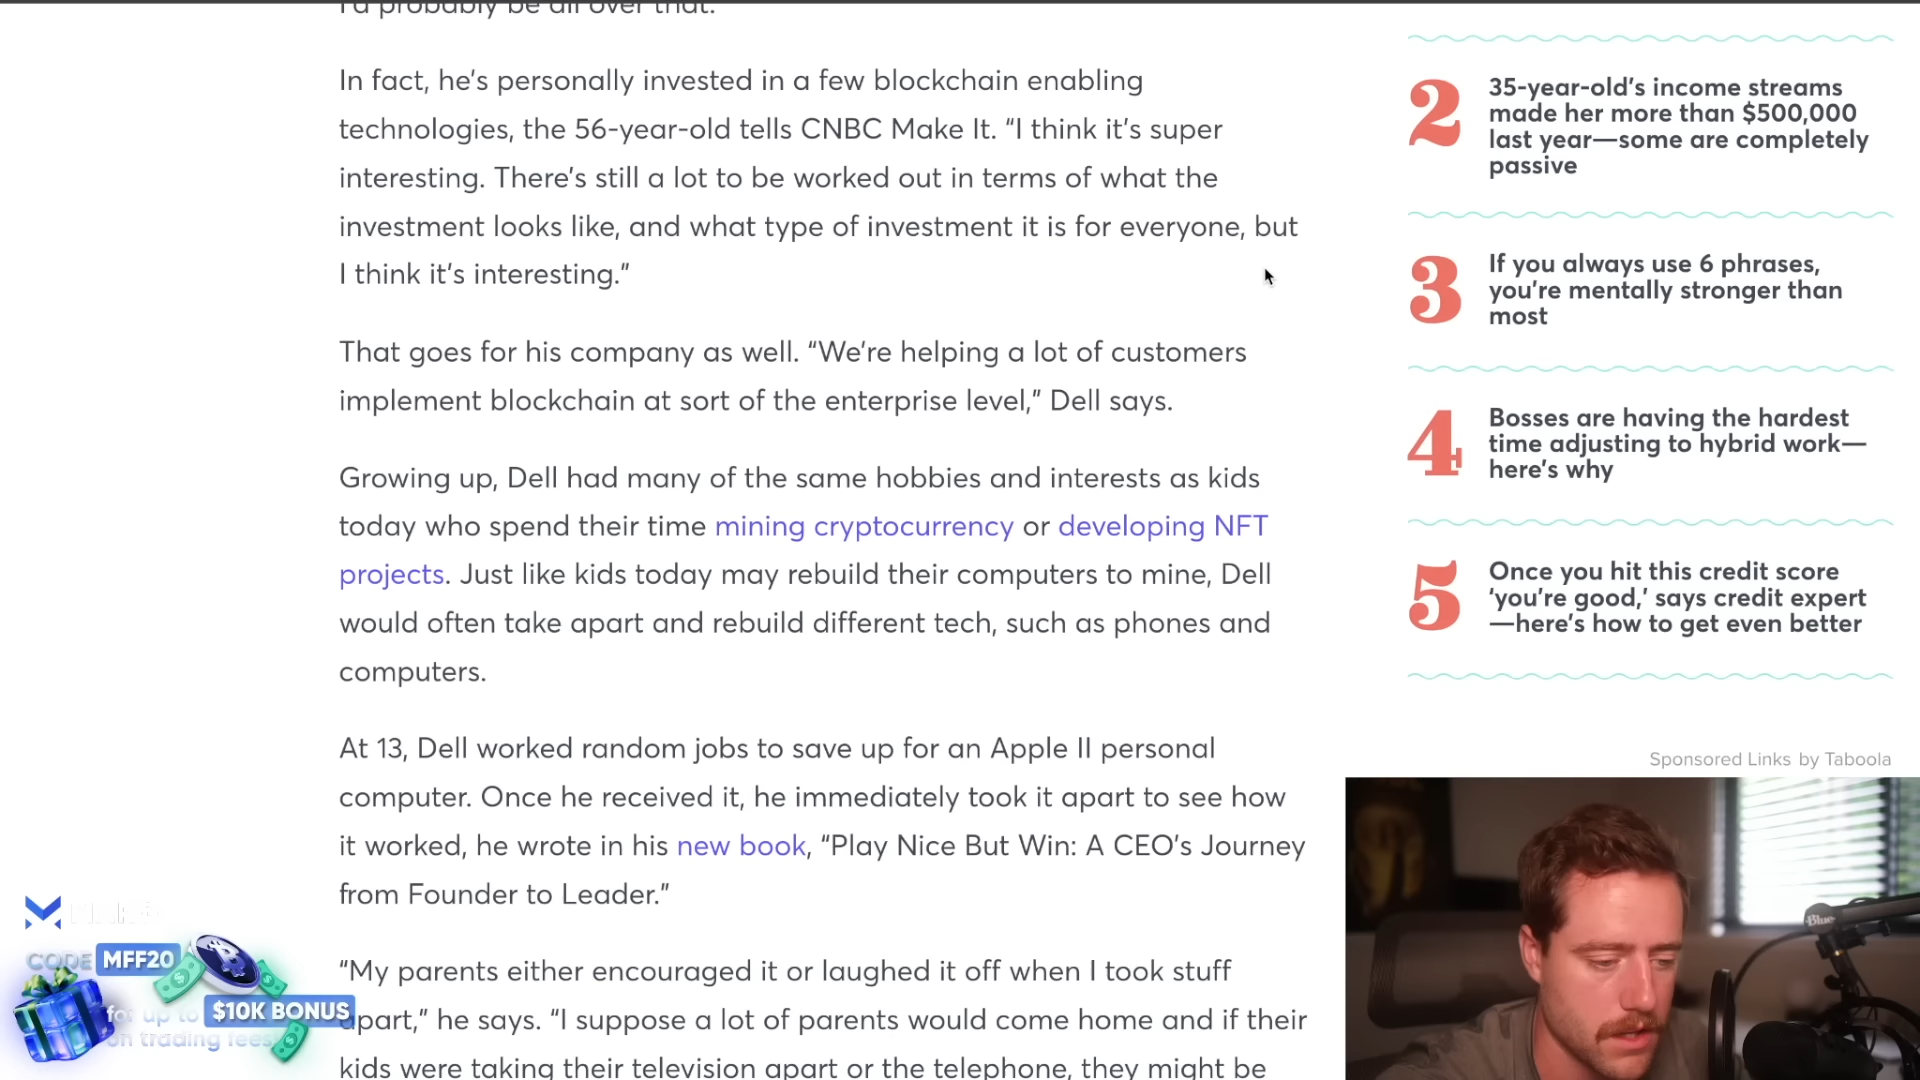 I'd probably be all over that.
In fact, he's personally invested in a few blockchain enabling
technologies, the 56-year-old tells CNBC Make It. “I think it's super
interesting. There's still a lot to be worked out in terms of what the
investment looks like, and what type of investment it is for everyone, but
I think it's interesting.”
That goes for his company as well. “We're helping a lot of customers
implement blockchain at sort of the enterprise level,” Dell says.
Growing up, Dell had many of the same hobbies and interests as kids
today who spend their time mining cryptocurrency or developing NFT
projects. Just like kids today may rebuild their computers to mine, Dell
would often take apart and rebuild different tech, such as phones and
computers.
At 13, Dell worked random jobs to save up for an Apple II personal
computer. Once he received it, he immediately took it apart to see how
it worked, he wrote in his new book, “Play Nice But Win: A CEO's Journey
from Founder to Leader.”
“My parents either encouraged it or laughed it off when I took stuff
apart,” he says. “I suppose a lot of parents would come home and if their
kids were taking their television apart or the telephone, they might be
2
35-year-old's income streams
made her more than $500,000
last year—some are completely
passive
3
If you always use 6 phrases,
you're mentally stronger than
most
4
Bosses are having the hardest
time adjusting to hybrid work—
here's why
5
Once you hit this credit score
‘you're good,’ says credit expert
—here's how to get even better
Sponsored Links by Taboola
CODE MFF20
for up to $10K BONUS
on trading fees
Blue